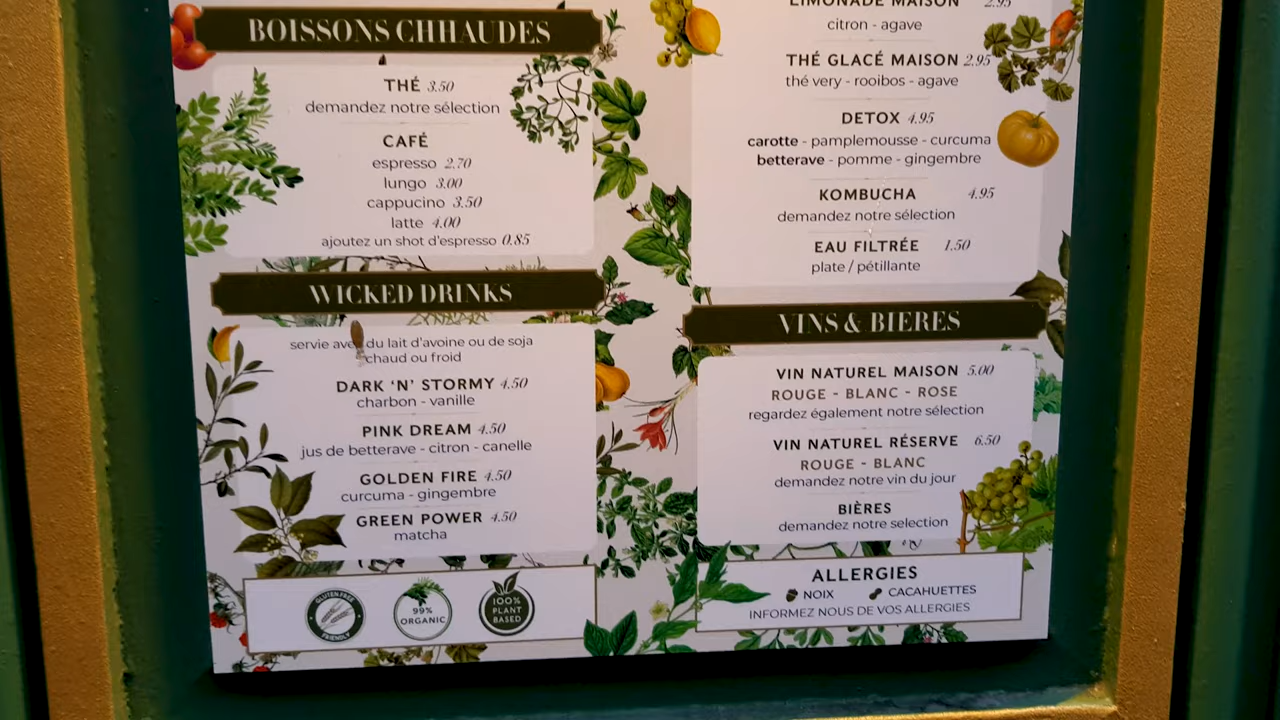 BOISSONS CHHAUDES
THÉ 3.50
demandez notre sélection
CAFÉ
espresso 2.70
lungo 3.00
cappucino 3.50
latte 4.00
ajoutez un shot d'espresso 0.85
WICKED DRINKS
servie avec du lait d'avoine ou de soja
chaud ou froid
DARK 'N' STORMY 4.50
charbon - vanille
PINK DREAM 4.50
jus de betterave - citron - canelle
GOLDEN FIRE 4.50
curcuma - gingembre
GREEN POWER 4.50
matcha
GLUTEN FREE
FRIENDLY
99%
ORGANIC
100%
PLANT
BASED
LIMONADE MAISON 2.95
citron - agave
THÉ GLACÉ MAISON 2.95
thé very - rooibos - agave
DETOX 4.95
carotte - pamplemousse - curcuma
betterave - pomme - gingembre
KOMBUCHA 4.95
demandez notre sélection
EAU FILTRÉE 1.50
plate / pétillante
VINS & BIERES
VIN NATUREL MAISON 5.00
ROUGE - BLANC - ROSE
regardez également notre sélection
VIN NATUREL RÉSERVE 6.50
ROUGE - BLANC
demandez notre vin du jour
BIÈRES
demandez notre selection
ALLERGIES
NOIX CACAHUETTES
INFORMEZ NOUS DE VOS ALLERGIES